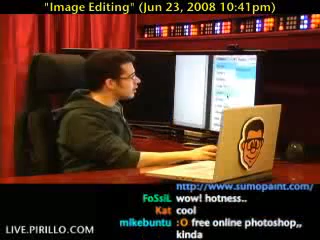 "Image Editing" (Jun 23, 2008 10:41pm)
http://www.sumopaint.com/
FoSsiL wow! hotness..
Kat cool
mikebuntu :O free online photoshop,,
kinda
LIVE.PIRILLO.COM